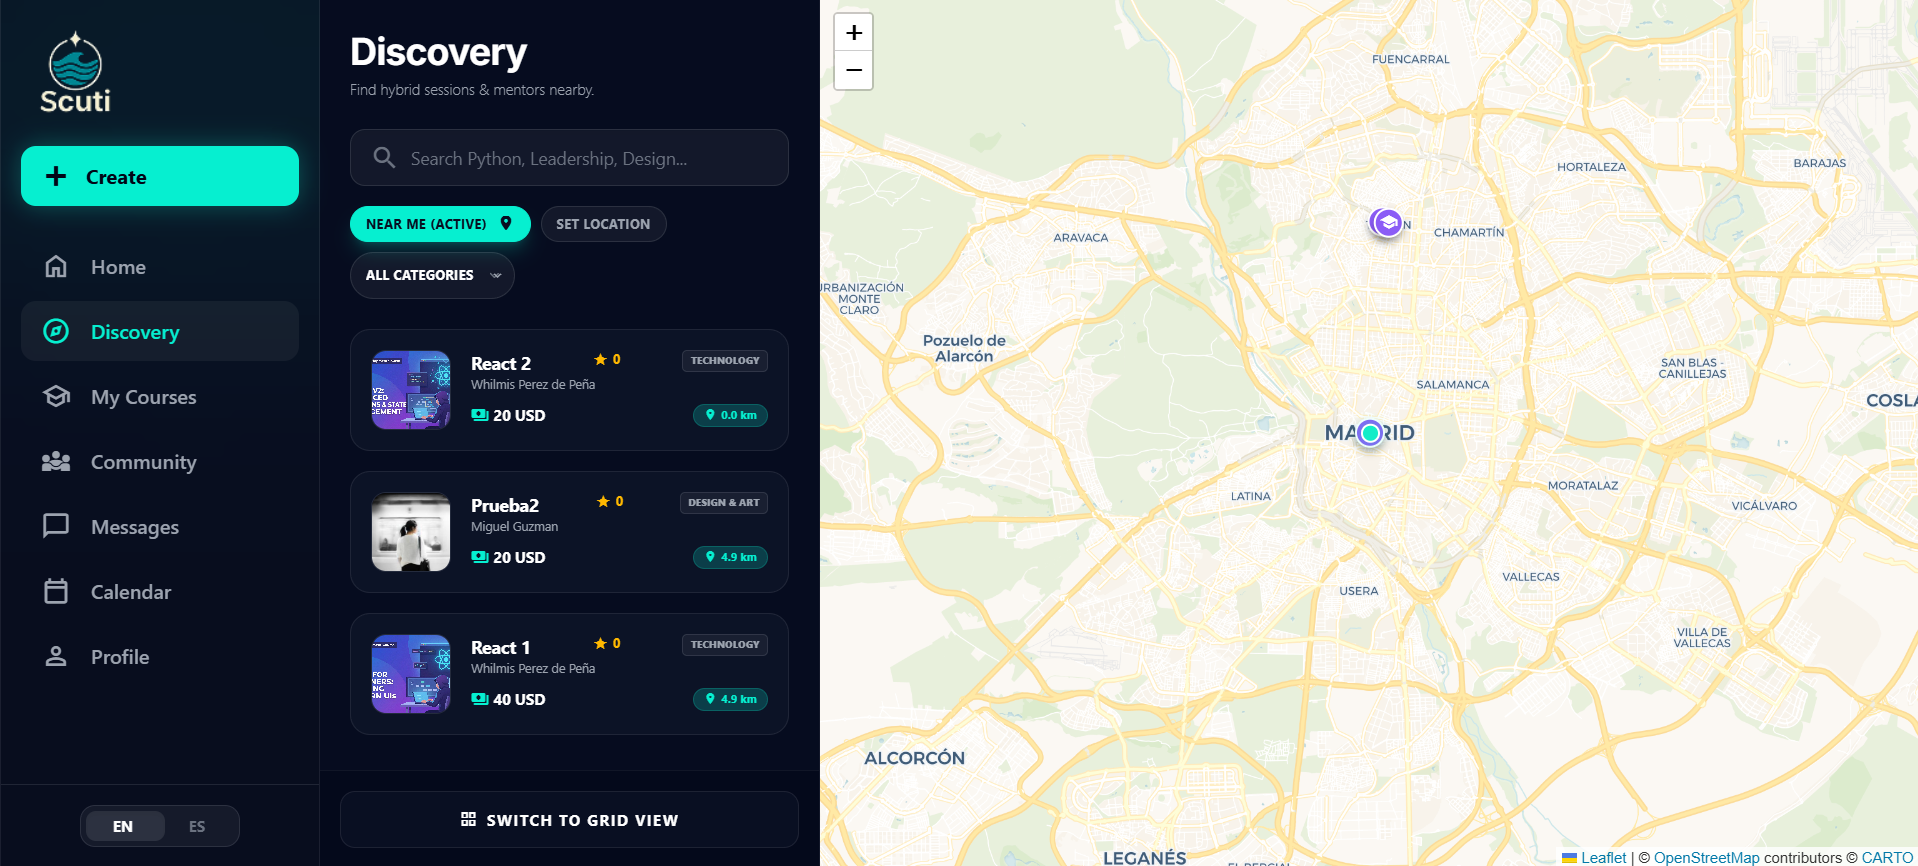 Scuti
Create
Home
Discovery
My Courses
Community
Messages
Calendar
Profile
EN ES
Discovery
Find hybrid sessions & mentors nearby.
Search Python, Leadership, Design...
NEAR ME (ACTIVE) SET LOCATION
ALL CATEGORIES
React 2 0 TECHNOLOGY
Whilmis Perez de Peña
20 USD 0.0 km
Prueba2 0 DESIGN & ART
Miguel Guzman
20 USD 4.9 km
React 1 0 TECHNOLOGY
Whilmis Perez de Peña
40 USD 4.9 km
SWITCH TO GRID VIEW
+
−
FUENCARRAL
BARAJAS
HORTALEZA
CHAMARTÍN
ARAVACA
URBANIZACIÓN
MONTE
CLARO
Pozuelo de
Alarcón
SAN BLAS -
CANILLEJAS
SALAMANCA
COSLA
MADRID
LATINA
MORATALAZ
VICÁLVARO
VALLECAS
USERA
VILLA DE
VALLECAS
ALCORCÓN
LEGANÉS
Leaflet | © OpenStreetMap contributors © CARTO